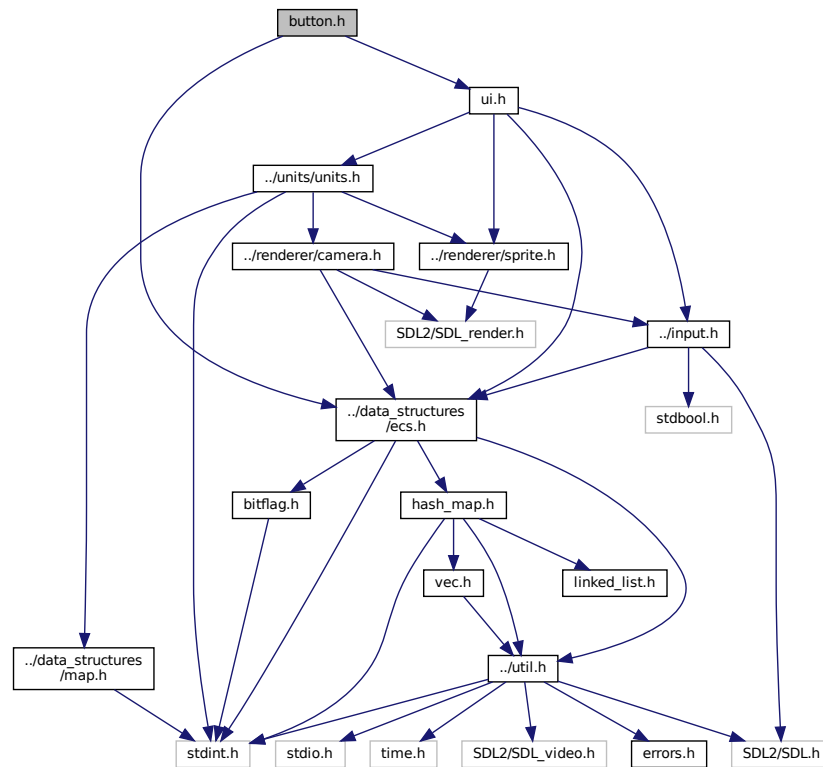 button.h
ui.h
../units/units.h
../renderer/camera.h
../renderer/sprite.h
SDL2/SDL_render.h
../input.h
../data_structures
/ecs.h
stdbool.h
bitflag.h
hash_map.h
vec.h
linked_list.h
../data_structures
/map.h
../util.h
stdint.h
stdio.h
time.h
SDL2/SDL_video.h
errors.h
SDL2/SDL.h